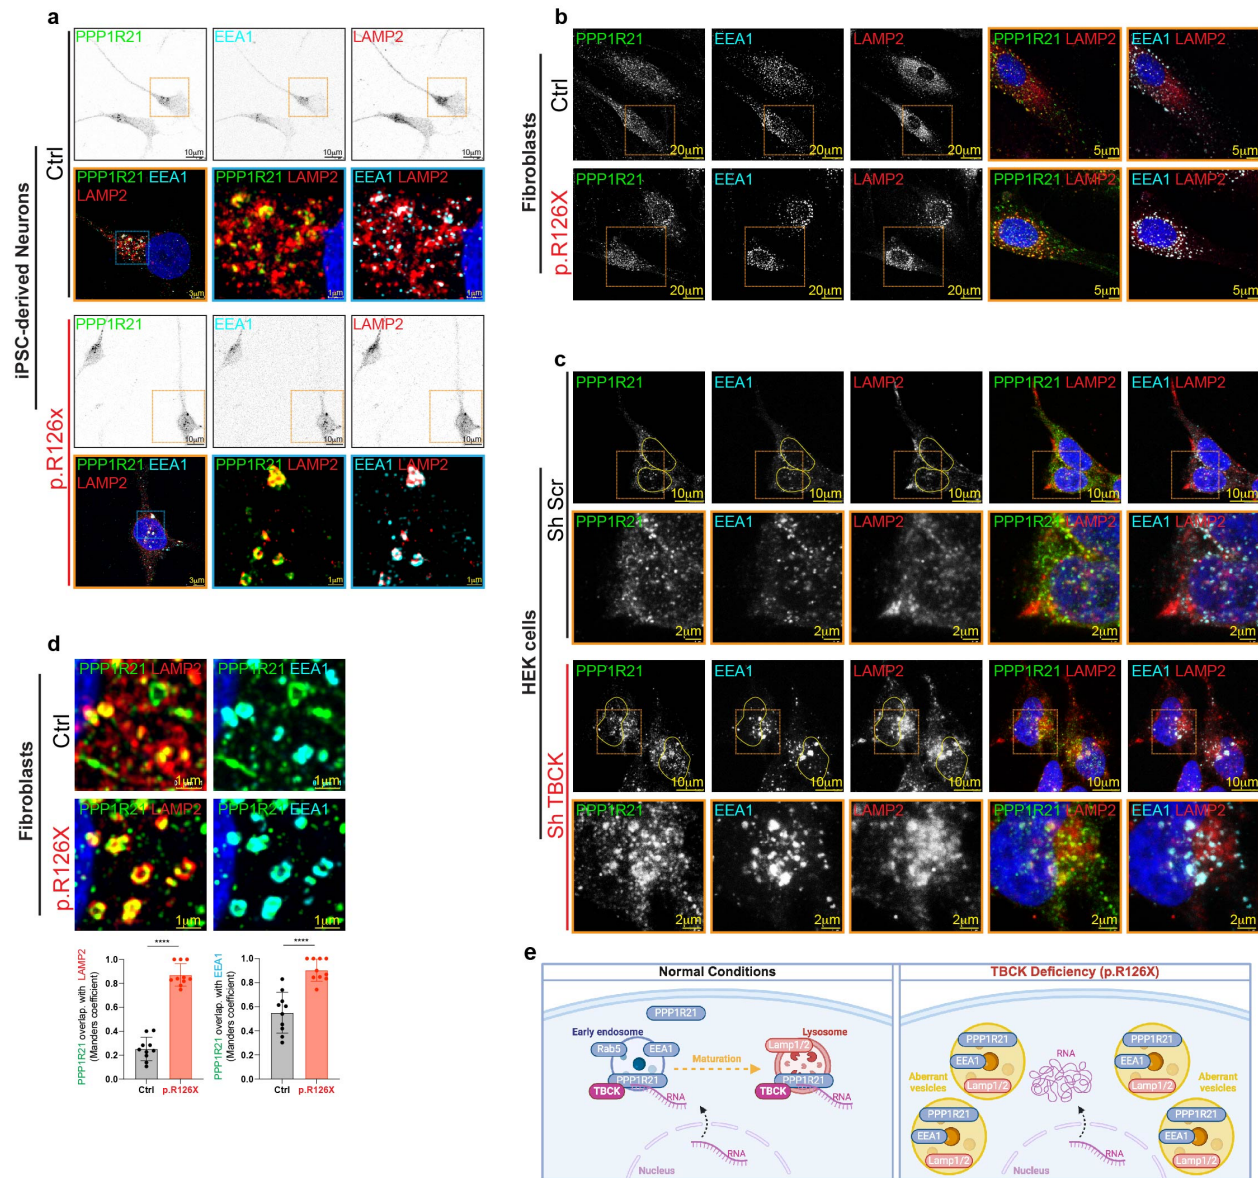 a
iPSC-derived Neurons
Ctrl
PPP1R21
EEA1
LAMP2
10µm
10µm
10µm
PPP1R21 EEA1
LAMP2
PPP1R21 LAMP2
EEA1 LAMP2
3µm
1µm
1µm
p.R126x
PPP1R21
EEA1
LAMP2
10µm
10µm
10µm
PPP1R21 EEA1
LAMP2
PPP1R21 LAMP2
EEA1 LAMP2
3µm
1µm
1µm
b
Fibroblasts
Ctrl
PPP1R21
EEA1
LAMP2
PPP1R21 LAMP2
EEA1 LAMP2
20µm
20µm
20µm
5µm
5µm
p.R126X
PPP1R21
EEA1
LAMP2
PPP1R21 LAMP2
EEA1 LAMP2
20µm
20µm
20µm
5µm
5µm
c
HEK cells
Sh Scr
PPP1R21
EEA1
LAMP2
PPP1R21 LAMP2
EEA1 LAMP2
10µm
10µm
10µm
10µm
10µm
PPP1R21
EEA1
LAMP2
PPP1R21 LAMP2
EEA1 LAMP2
2µm
2µm
2µm
2µm
2µm
Sh TBCK
PPP1R21
EEA1
LAMP2
PPP1R21 LAMP2
EEA1 LAMP2
10µm
10µm
10µm
10µm
10µm
PPP1R21
EEA1
LAMP2
PPP1R21 LAMP2
EEA1 LAMP2
2µm
2µm
2µm
2µm
2µm
d
Fibroblasts
Ctrl
PPP1R21 LAMP2
PPP1R21 EEA1
1µm
1µm
p.R126X
PPP1R21 LAMP2
PPP1R21 EEA1
1µm
1µm
PPP1R21 overlap. with LAMP2
(Manders coefficient)
****
1.0
0.8
0.6
0.4
0.2
0.0
Ctrl
p.R126X
PPP1R21 overlap. with EEA1
(Manders coefficient)
****
1.0
0.8
0.6
0.4
0.2
0.0
Ctrl
p.R126X
e
Normal Conditions
PPP1R21
Early endosome
Rab5
EEA1
PPP1R21
TBCK
RNA
Maturation
Lysosome
Lamp1/2
PPP1R21
TBCK
RNA
RNA
Nucleus
TBCK Deficiency (p.R126X)
PPP1R21
EEA1
Lamp1/2
RNA
PPP1R21
EEA1
Lamp1/2
Aberrant
vesicles
Aberrant
vesicles
PPP1R21
EEA1
Lamp1/2
PPP1R21
EEA1
Lamp1/2
RNA
Nucleus